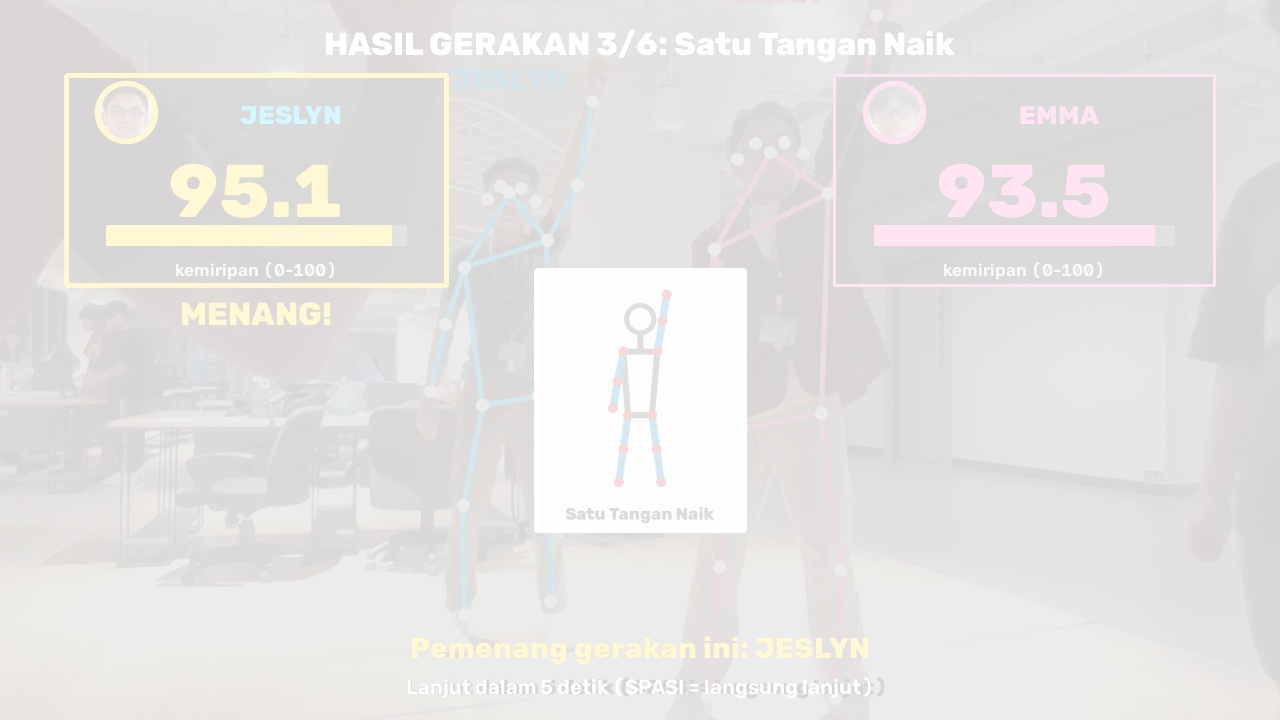 HASIL GERAKAN 3/6: Satu Tangan Naik
JESLYN
JESLYN
95.1
kemiripan (0-100)
MENANG!
EMMA
93.5
kemiripan (0-100)
Satu Tangan Naik
Pemenang gerakan ini: JESLYN
Lanjut dalam 5 detik (SPASI = langsung lanjut)